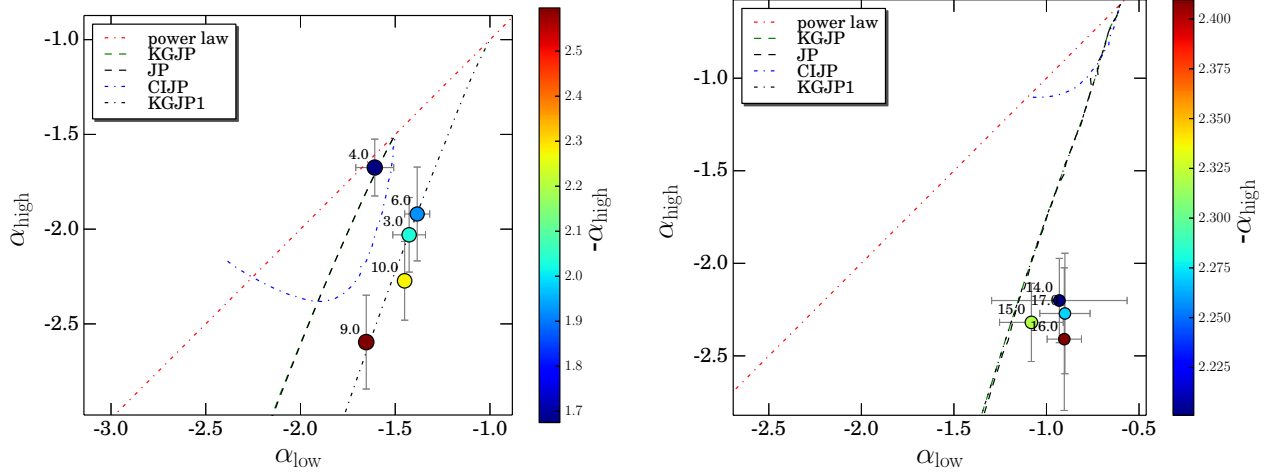 power law
KGJP
JP
CIJP
KGJP1
-1.0
-1.5
-2.0
-2.5
α_high
-3.0 -2.5 -2.0 -1.5 -1.0
α_low
4.0
6.0
3.0
10.0
9.0
2.5
2.4
2.3
2.2
2.1
2.0
1.9
1.8
1.7
-α_high
power law
KGJP
JP
CIJP
KGJP1
-1.0
-1.5
-2.0
-2.5
α_high
-2.5 -2.0 -1.5 -1.0 -0.5
α_low
14.0
17.0
15.0
16.0
2.400
2.375
2.350
2.325
2.300
2.275
2.250
2.225
-α_high